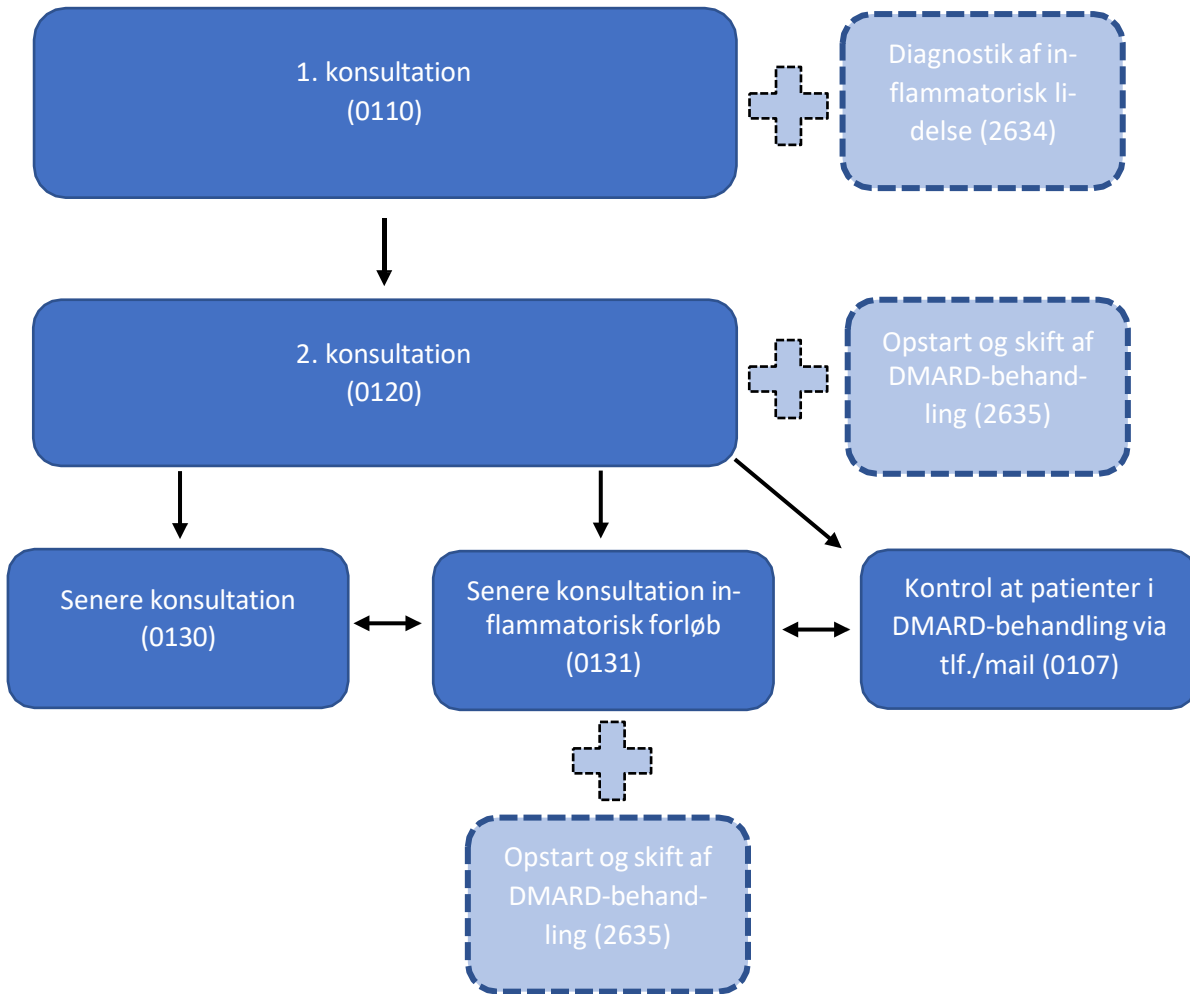 1. konsultation
(0110)
Diagnostik af in-
flammatorisk li-
delse (2634)
2. konsultation
(0120)
Opstart og skift af
DMARD-behand-
ling (2635)
Senere konsultation
(0130)
Senere konsultation in-
flammatorisk forløb
(0131)
Kontrol at patienter i
DMARD-behandling via
tlf./mail (0107)
Opstart og skift af
DMARD-behand-
ling (2635)